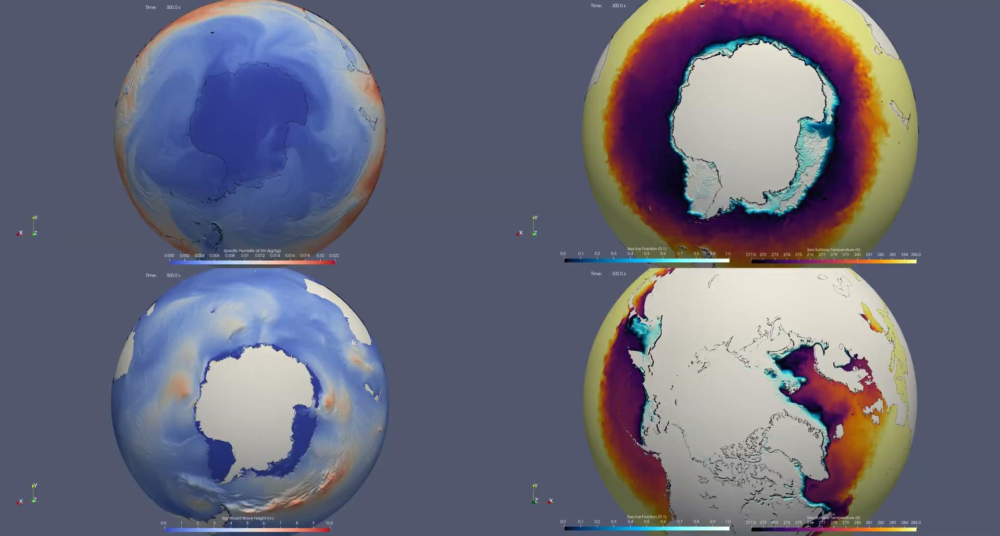 Time: 300.0 s
Y
X
Z
Specific Humidity at 2m (kg/kg)
0.000 0.002 0.004 0.006 0.008 0.01 0.012 0.014 0.016 0.018 0.02 0.022
Time: 300.0 s
Y
X
Z
Sea Ice Fraction (0-1)
0.0 0.1 0.2 0.3 0.4 0.5 0.6 0.7 0.8 0.9 1.0
Sea Surface Temperature (K)
271.0 272 273 274 275 276 277 278 279 280 281 282 283 284 285.0
Time: 300.0 s
Y
X
Z
Significant Wave Height (m)
0.0 1 2 3 4 5 6 7 8 9 10.0
Time: 300.0 s
Y
Z
X
Sea Ice Fraction (0-1)
0.0 0.1 0.2 0.3 0.4 0.5 0.6 0.7 0.8 0.9 1.0
Sea Surface Temperature (K)
271.0 272 273 274 275 276 277 278 280 281 282 283 284 285.0